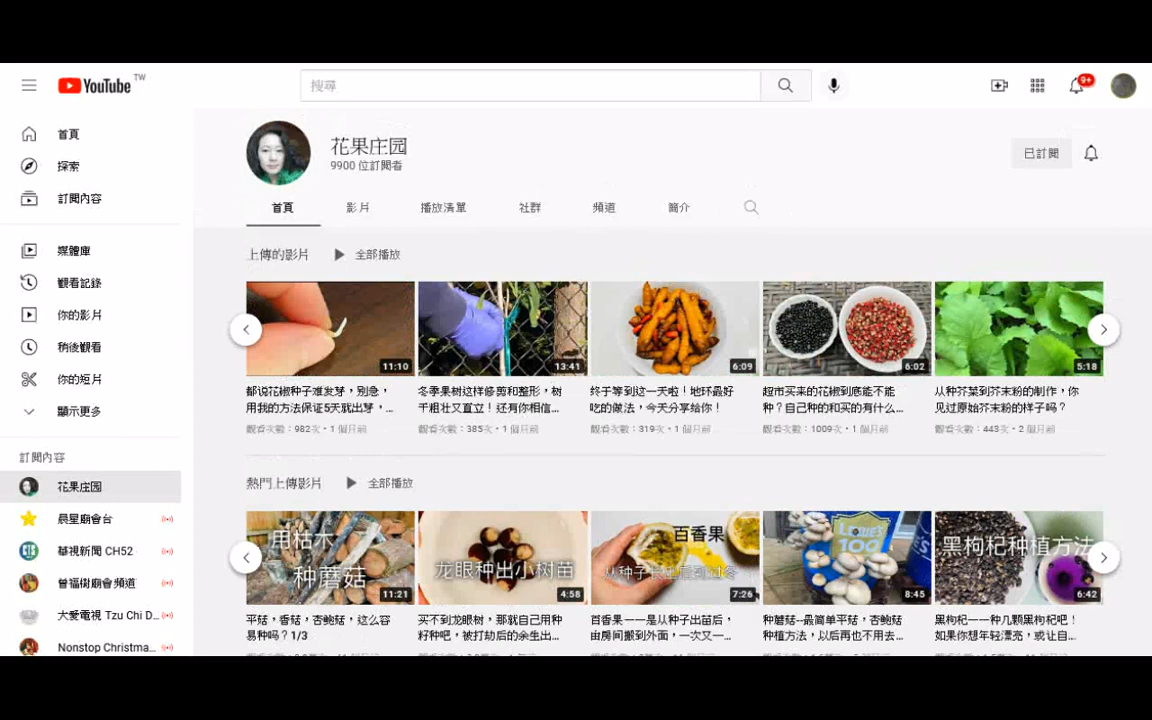 YouTube TW
搜尋
9+
首頁
探索
訂閱內容
媒體庫
觀看記錄
你的影片
稍後觀看
你的短片
顯示更多
訂閱內容
花果庄园
晨星廟會台
華視新聞 CH52
曾福樹廟會頻道
大愛電視 Tzu Chi D...
Nonstop Christma...
花果庄园
9900 位訂閱者
已訂閱
首頁 影片 播放清單 社群 頻道 簡介
上傳的影片 全部播放
11:10 13:41 6:09 6:02 5:18
都说花椒种子难发芽，别急，
用我的方法保证5天就出芽，...
觀看次數：982次・1 個月前
冬季果树这样修剪和整形，树
干粗壮又直立！还有你相信...
觀看次數：385次・1 個月前
终于等到这一天啦！地环最好
吃的做法，今天分享给你！
觀看次數：319次・1 個月前
超市买来的花椒到底能不能
种？自己种的和买的有什么...
觀看次數：1009次・1 個月前
从种芥菜到芥末粉的制作，你
见过原始芥末粉的样子吗？
觀看次數：443次・2 個月前
熱門上傳影片 全部播放
用枯木
种蘑菇
11:21
龙眼种出小树苗
4:58
百香果
7:26
LOWE'S
100
8:45
黑枸杞种植方法
6:42
平菇，香菇，杏鲍菇，这么容
易种吗？1/3
买不到龙眼树，那就自己用种
籽种吧，被打劫后的余生出...
百香果一一是从种子出苗后，
由房间搬到外面，一次又一...
种蘑菇--最简单平菇，杏鲍菇
种植方法，以后再也不用去...
黑枸杞一一种几颗黑枸杞吧！
如果你想年轻漂亮，或让自...